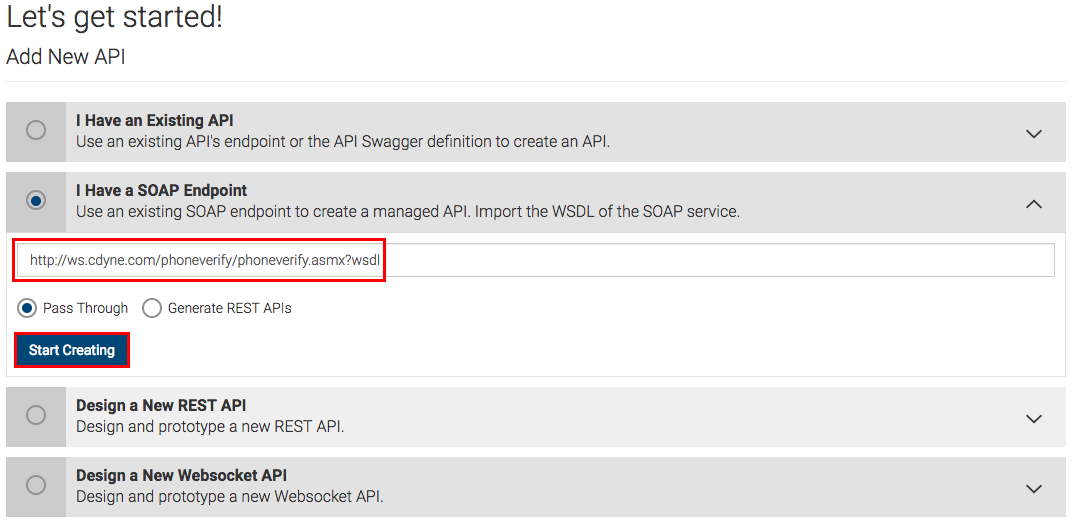 Let's get started!
Add New API
I Have an Existing API
Use an existing API's endpoint or the API Swagger definition to create an API.
I Have a SOAP Endpoint
Use an existing SOAP endpoint to create a managed API. Import the WSDL of the SOAP service.
http://ws.cdyne.com/phoneverify/phoneverify.asmx?wsdl
Pass Through Generate REST APIs
Start Creating
Design a New REST API
Design and prototype a new REST API.
Design a New Websocket API
Design and prototype a new Websocket API.